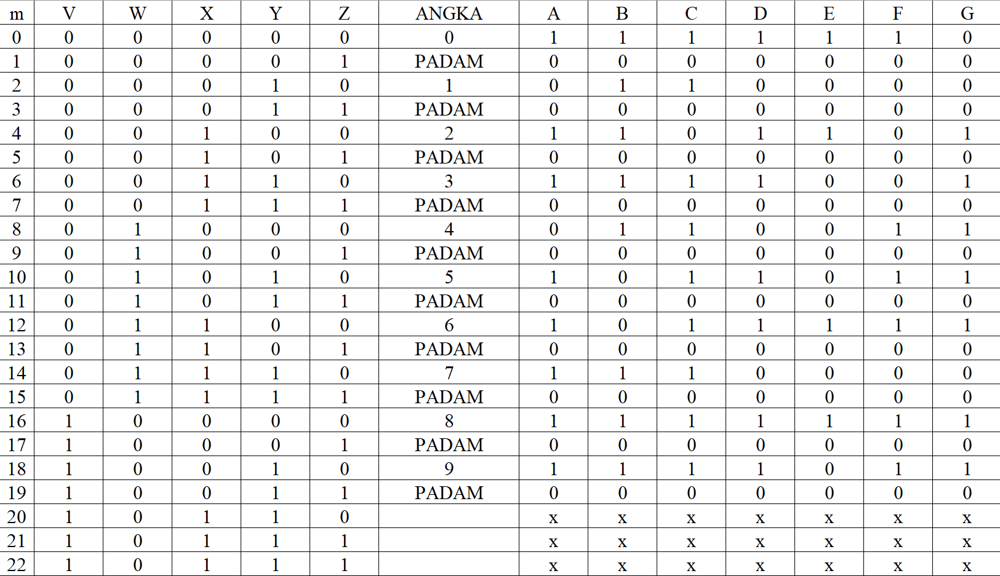 m V W X Y Z ANGKA A B C D E F G
0 0 0 0 0 0 0 1 1 1 1 1 1 0
1 0 0 0 0 1 PADAM 0 0 0 0 0 0 0
2 0 0 0 1 0 1 0 1 1 0 0 0 0
3 0 0 0 1 1 PADAM 0 0 0 0 0 0 0
4 0 0 1 0 0 2 1 1 0 1 1 0 1
5 0 0 1 0 1 PADAM 0 0 0 0 0 0 0
6 0 0 1 1 0 3 1 1 1 1 0 0 1
7 0 0 1 1 1 PADAM 0 0 0 0 0 0 0
8 0 1 0 0 0 4 0 1 1 0 0 1 1
9 0 1 0 0 1 PADAM 0 0 0 0 0 0 0
10 0 1 0 1 0 5 1 0 1 1 0 1 1
11 0 1 0 1 1 PADAM 0 0 0 0 0 0 0
12 0 1 1 0 0 6 1 0 1 1 1 1 1
13 0 1 1 0 1 PADAM 0 0 0 0 0 0 0
14 0 1 1 1 0 7 1 1 1 0 0 0 0
15 0 1 1 1 1 PADAM 0 0 0 0 0 0 0
16 1 0 0 0 0 8 1 1 1 1 1 1 1
17 1 0 0 0 1 PADAM 0 0 0 0 0 0 0
18 1 0 0 1 0 9 1 1 1 1 0 1 1
19 1 0 0 1 1 PADAM 0 0 0 0 0 0 0
20 1 0 1 1 0 x x x x x x x
21 1 0 1 1 1 x x x x x x x
22 1 0 1 1 1 x x x x x x x